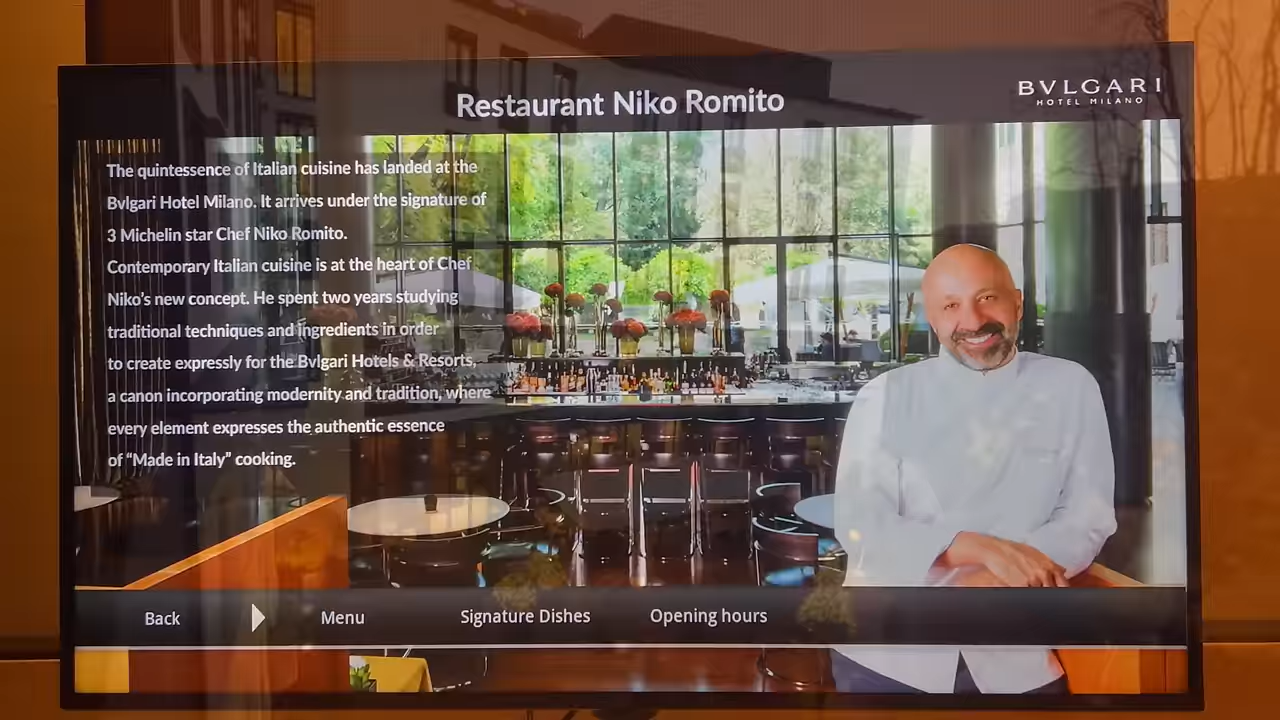 Restaurant Niko Romito
BVLGARI
HOTEL MILANO
The quintessence of Italian cuisine has landed at the
Bvlgari Hotel Milano. It arrives under the signature of
3 Michelin star Chef Niko Romito.
Contemporary Italian cuisine is at the heart of Chef
Niko's new concept. He spent two years studying
traditional techniques and ingredients in order
to create expressly for the Bvlgari Hotels & Resorts,
a canon incorporating modernity and tradition, where
every element expresses the authentic essence
of “Made in Italy” cooking.
Back Menu Signature Dishes Opening hours